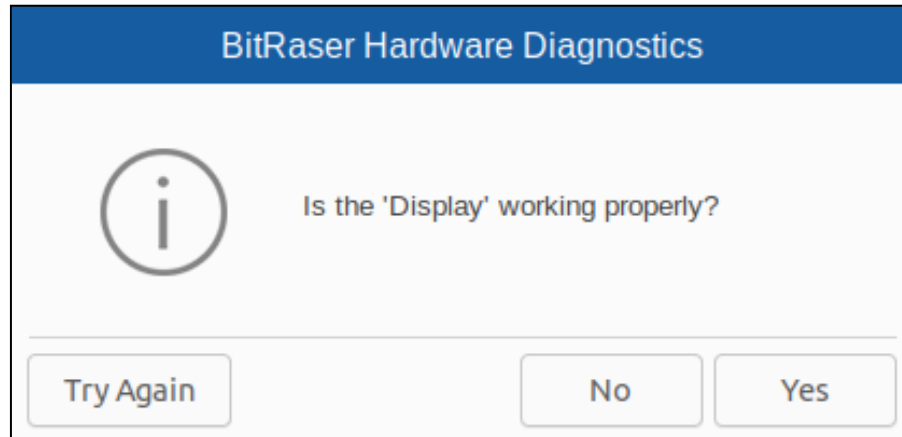 BitRaser Hardware Diagnostics
Is the 'Display' working properly?
Try Again No Yes